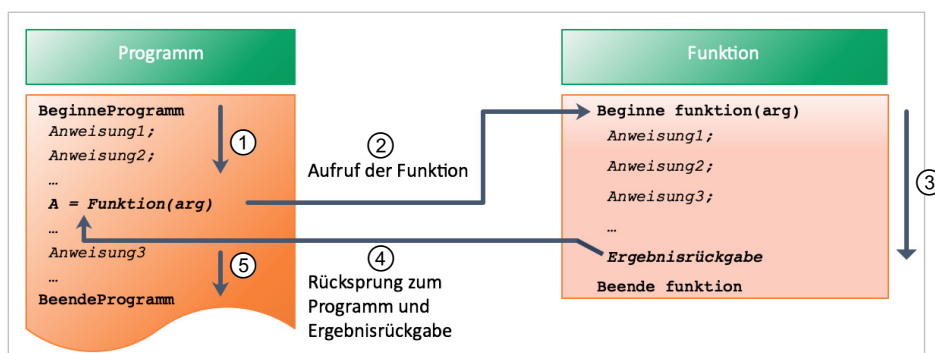 Programm
BeginneProgramm
Anweisung1;
Anweisung2;
…
A = Funktion(arg)
…
Anweisung3
…
BeendeProgramm
①
②
Aufruf der Funktion
④
Rücksprung zum
Programm und
Ergebnisrückgabe
⑤
Funktion
Beginne funktion(arg)
Anweisung1;
Anweisung2;
Anweisung3;
…
Ergebnisrückgabe
Beende funktion
③